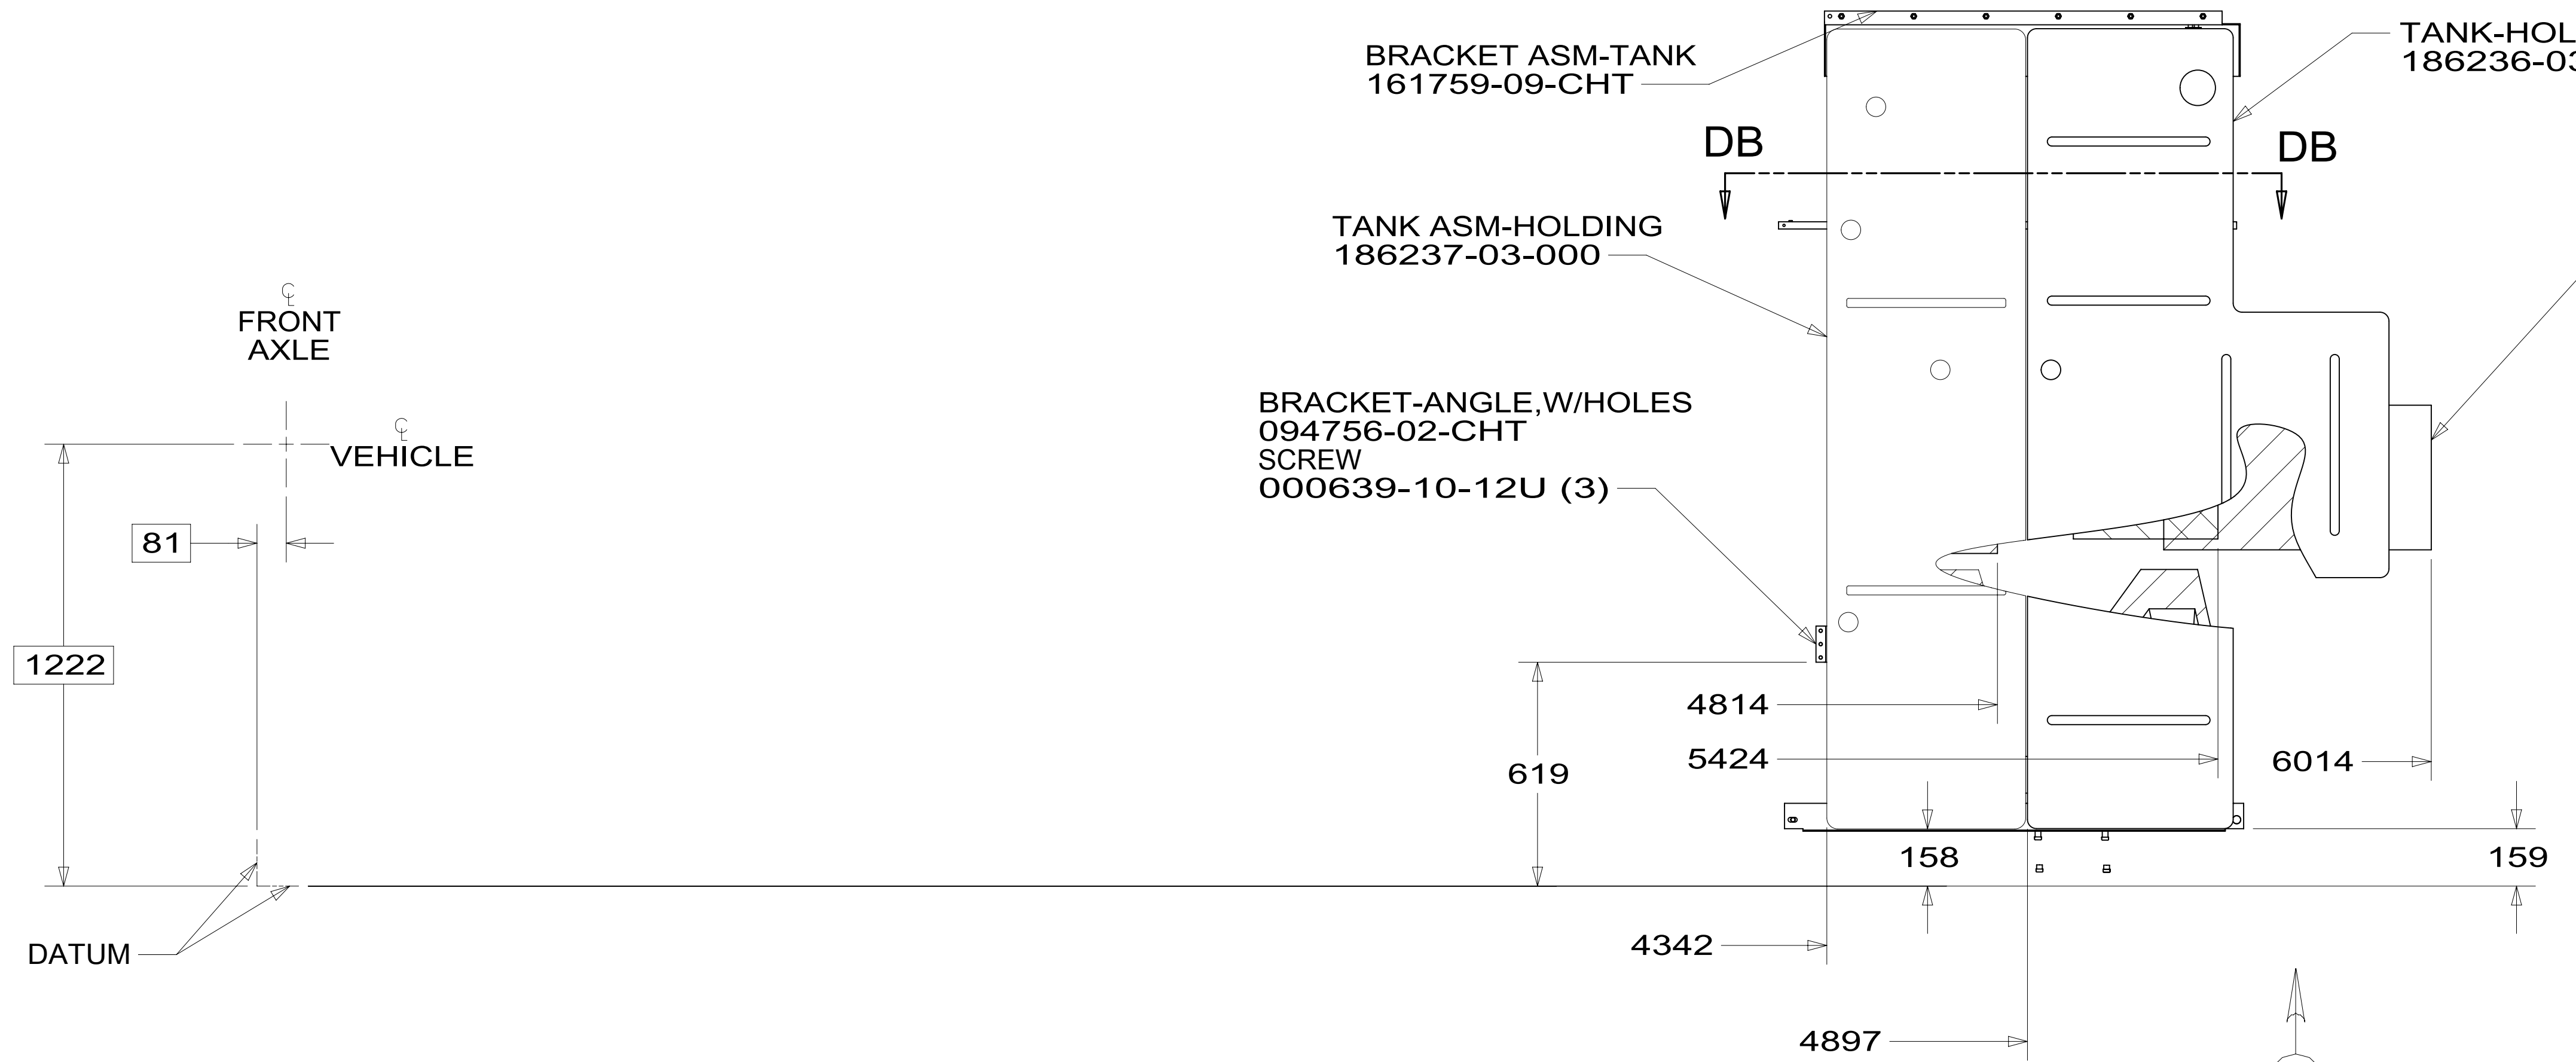 BRACKET ASM-TANK
161759-09-CHT
TANK-HOL
186236-03
DB
DB
TANK ASM-HOLDING
186237-03-000
FRONT
AXLE
VEHICLE
BRACKET-ANGLE,W/HOLES
094756-02-CHT
SCREW
000639-10-12U (3)
81
1222
4814
5424
6014
619
158
159
DATUM
4342
4897